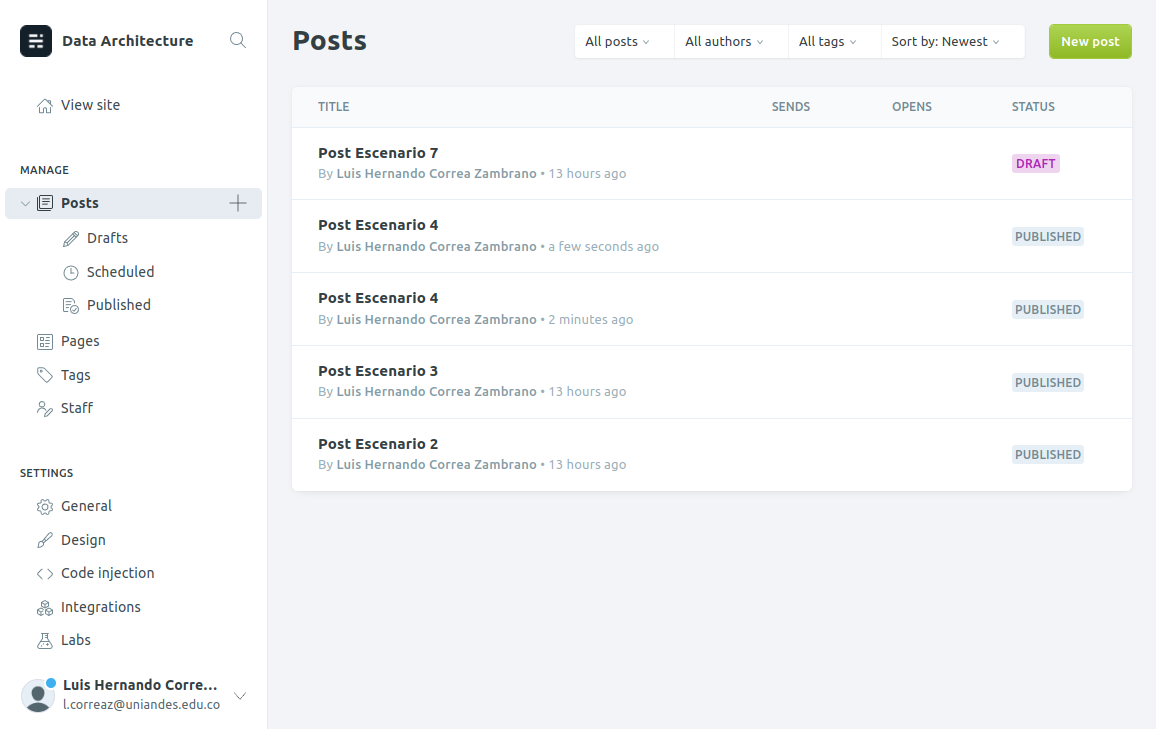 Data Architecture
View site
MANAGE
Posts
Drafts
Scheduled
Published
Pages
Tags
Staff
SETTINGS
General
Design
Code injection
Integrations
Labs
Luis Hernando Corre...
l.correaz@uniandes.edu.co
Posts
All posts
All authors
All tags
Sort by: Newest
New post
TITLE SENDS OPENS STATUS
Post Escenario 7
By Luis Hernando Correa Zambrano • 13 hours ago
DRAFT
Post Escenario 4
By Luis Hernando Correa Zambrano • a few seconds ago
PUBLISHED
Post Escenario 4
By Luis Hernando Correa Zambrano • 2 minutes ago
PUBLISHED
Post Escenario 3
By Luis Hernando Correa Zambrano • 13 hours ago
PUBLISHED
Post Escenario 2
By Luis Hernando Correa Zambrano • 13 hours ago
PUBLISHED